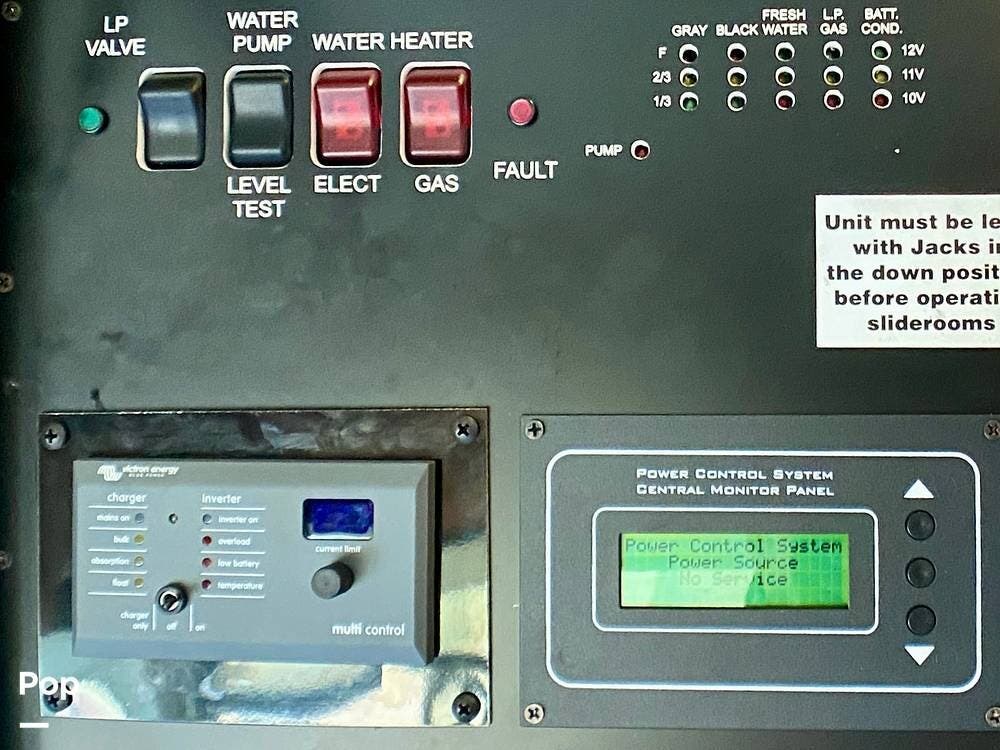 LP
VALVE
WATER
PUMP
WATER HEATER
LEVEL
TEST
ELECT
GAS
FAULT
GRAY
BLACK
FRESH
WATER
L.P.
GAS
BATT.
COND.
F
2/3
1/3
12V
11V
10V
PUMP
Unit must be le
with Jacks i
the down posit
before operati
sliderooms
victron energy
BLUE POWER
charger
inverter
mains on
inverter on
bulk
overload
absorption
low battery
float
temperature
current limit
charger
only
off
on
multi control
POWER CONTROL SYSTEM
CENTRAL MONITOR PANEL
Power Control System
Power Source
No Service
Pop